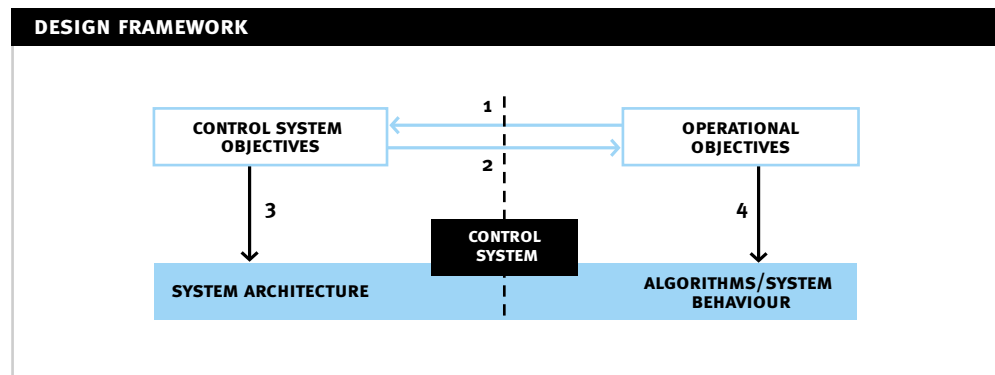 DESIGN FRAMEWORK
1
CONTROL SYSTEM
OBJECTIVES
OPERATIONAL
OBJECTIVES
2
3
4
CONTROL
SYSTEM
SYSTEM ARCHITECTURE
ALGORITHMS/SYSTEM
BEHAVIOUR